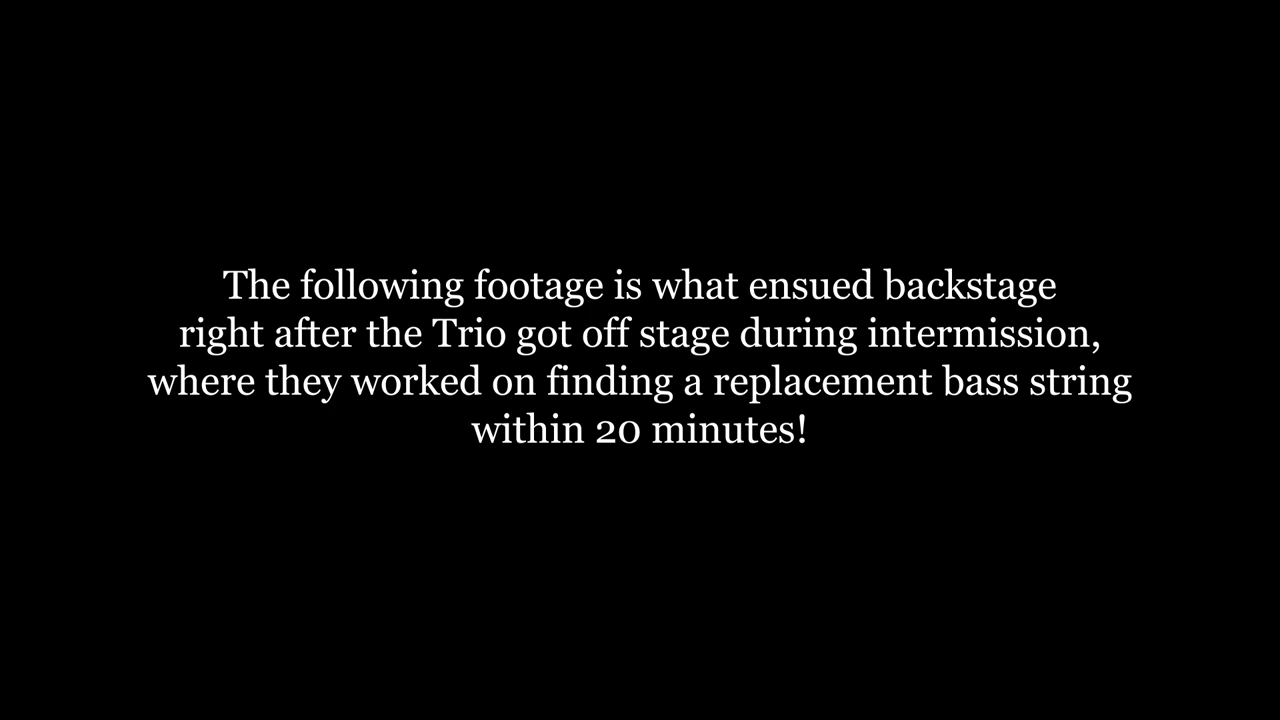 The following footage is what ensued backstage
right after the Trio got off stage during intermission,
where they worked on finding a replacement bass string
within 20 minutes!